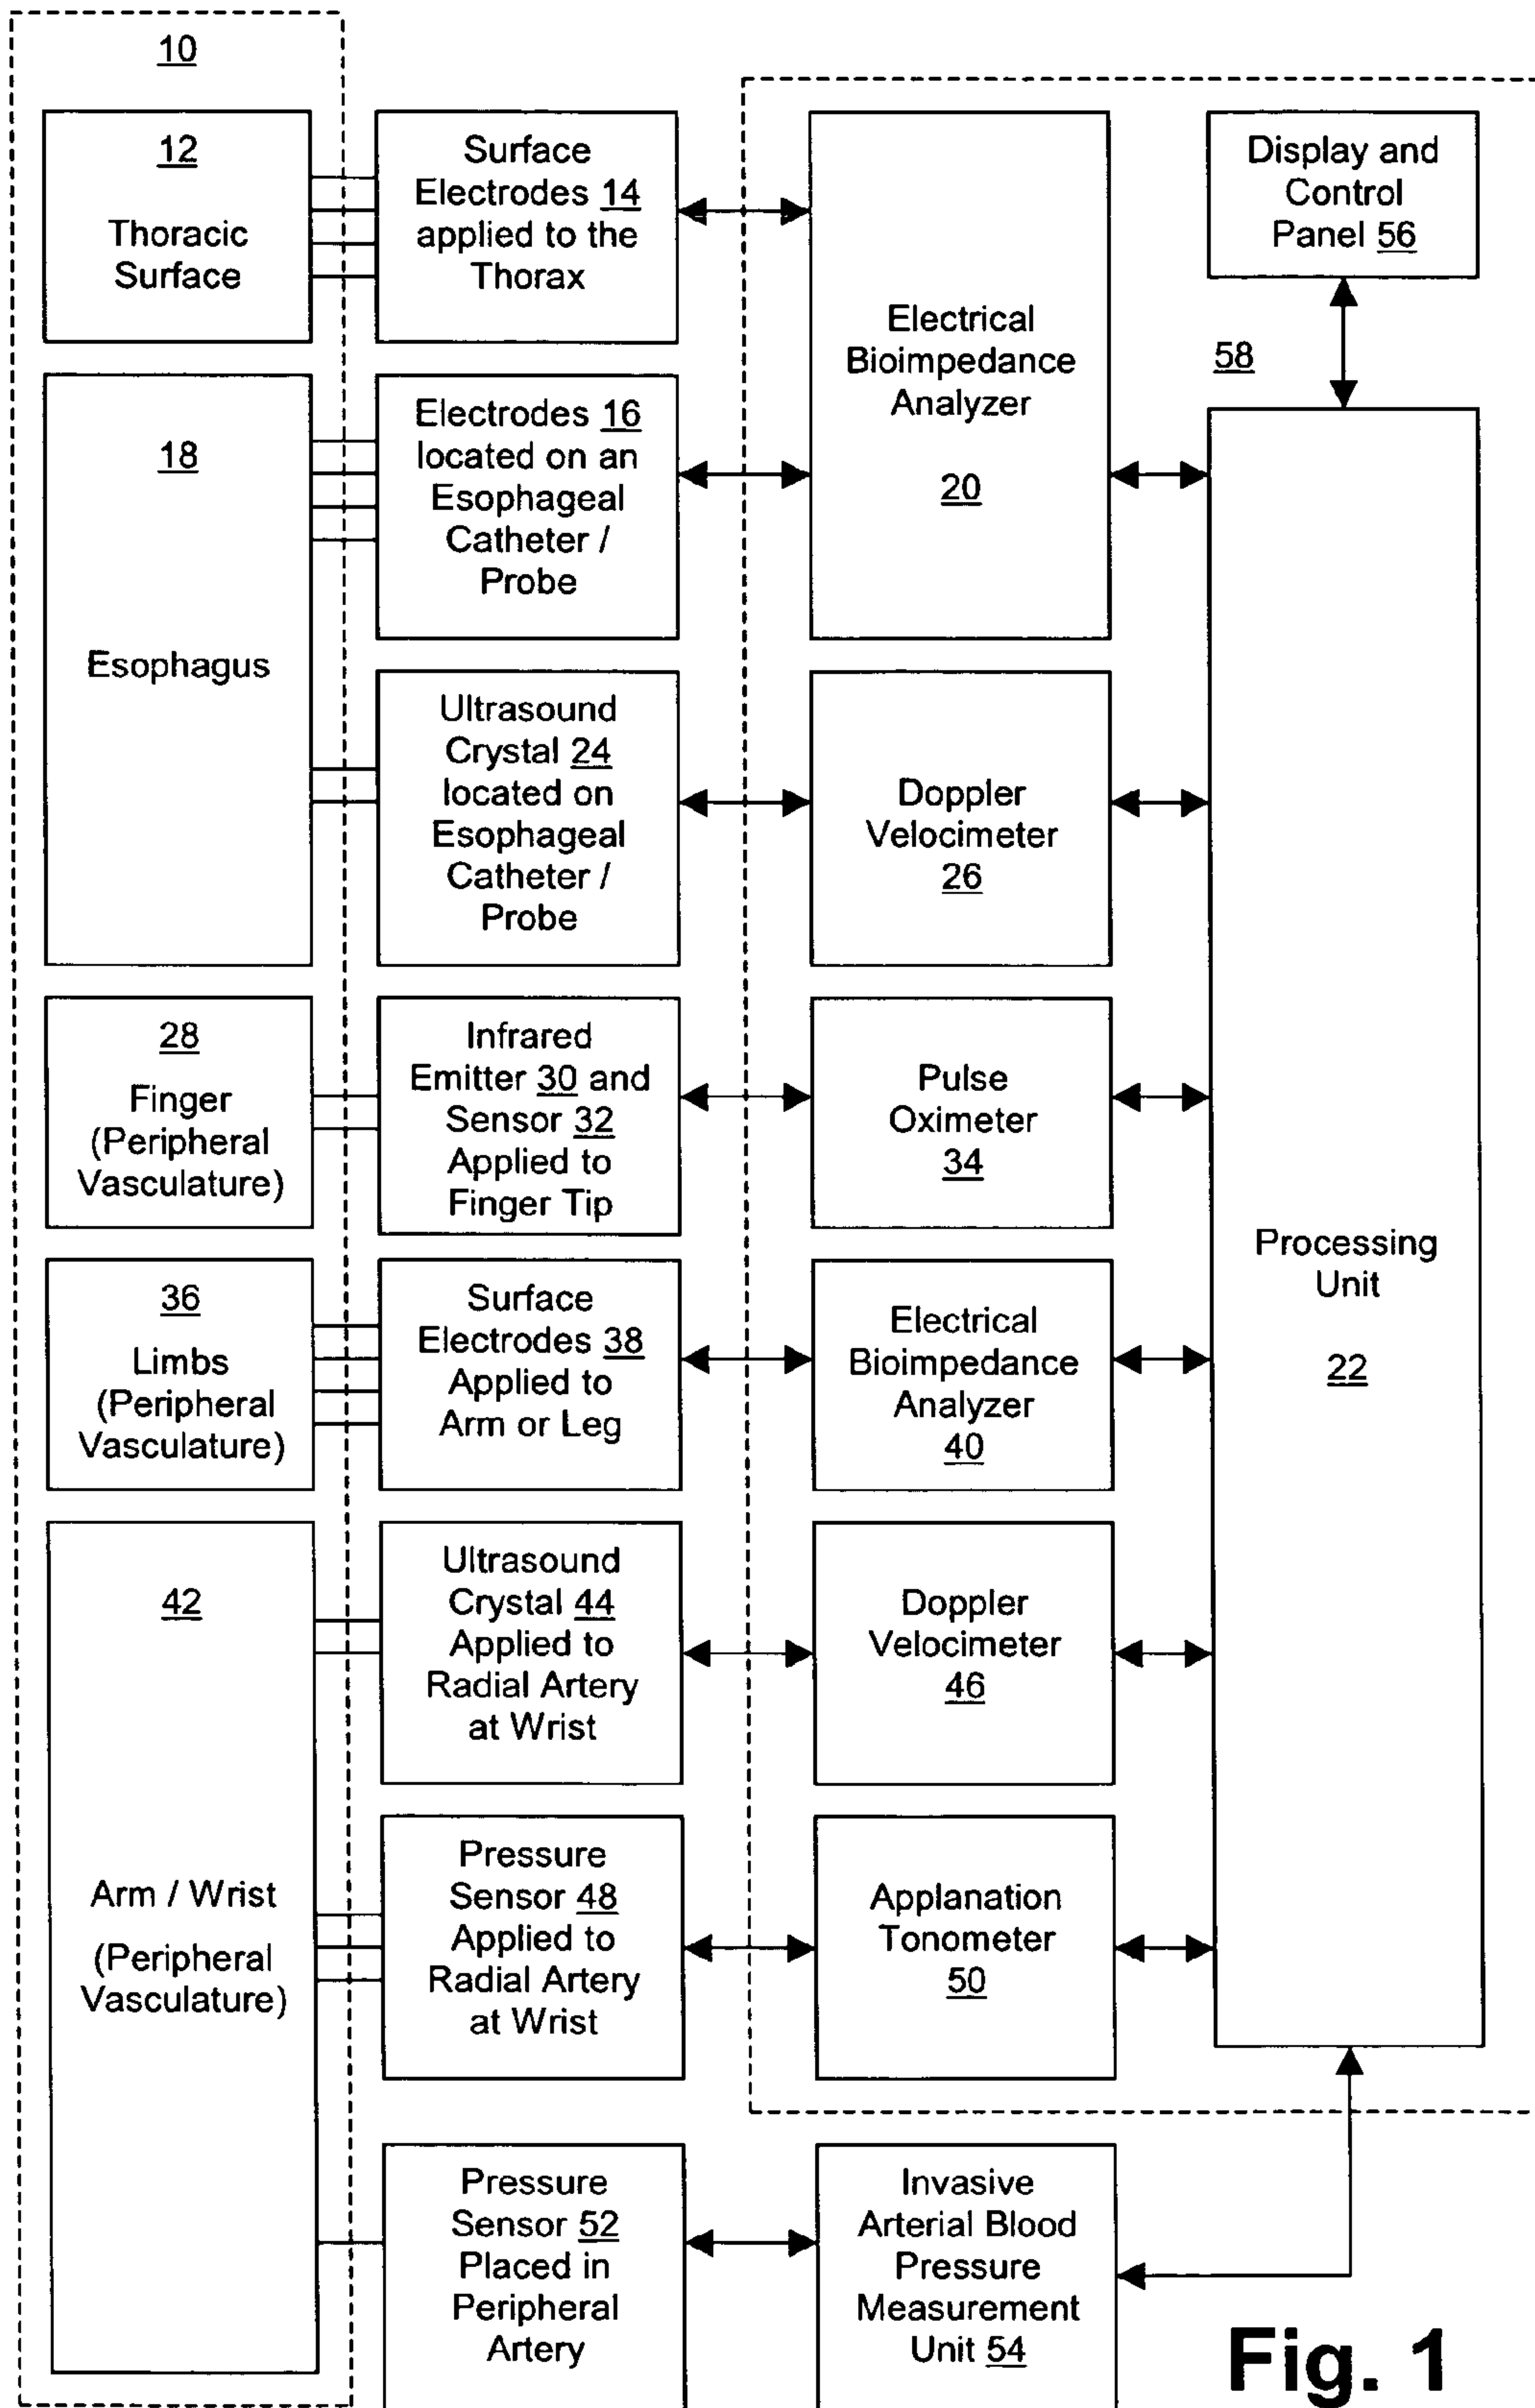 10
12
Thoracic
Surface
Surface
Electrodes 14
applied to the
Thorax
Electrical
Bioimpedance
Analyzer
20
Display and
Control
Panel 56
58
18
Esophagus
Electrodes 16
located on an
Esophageal
Catheter /
Probe
Ultrasound
Crystal 24
located on
Esophageal
Catheter /
Probe
Doppler
Velocimeter
26
28
Finger
(Peripheral
Vasculature)
Infrared
Emitter 30 and
Sensor 32
Applied to
Finger Tip
Pulse
Oximeter
34
Processing
Unit
22
36
Limbs
(Peripheral
Vasculature)
Surface
Electrodes 38
Applied to
Arm or Leg
Electrical
Bioimpedance
Analyzer
40
42
Arm / Wrist
(Peripheral
Vasculature)
Ultrasound
Crystal 44
Applied to
Radial Artery
at Wrist
Doppler
Velocimeter
46
Pressure
Sensor 48
Applied to
Radial Artery
at Wrist
Applanation
Tonometer
50
Pressure
Sensor 52
Placed in
Peripheral
Artery
Invasive
Arterial Blood
Pressure
Measurement
Unit 54
Fig. 1